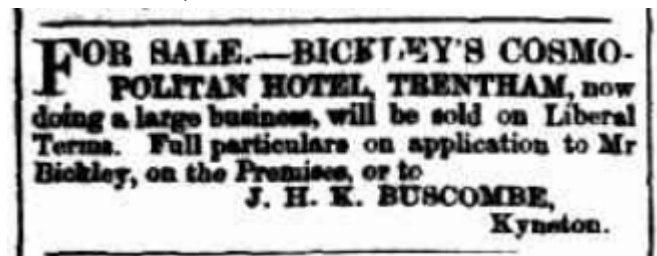 FOR SALE.—BICKLEY'S COSMO-
POLITAN HOTEL, TRENTHAM, now
doing a large business, will be sold on Liberal
Terms. Full particulars on application to Mr
Bickley, on the Premises, or to
J. H. K. BUSCOMBE,
Kyneton.